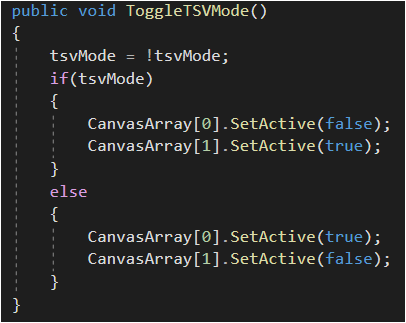 public void ToggleTSVMode()
{
    tsvMode = !tsvMode;
    if(tsvMode)
    {
        CanvasArray[0].SetActive(false);
        CanvasArray[1].SetActive(true);
    }
    else
    {
        CanvasArray[0].SetActive(true);
        CanvasArray[1].SetActive(false);
    }
}